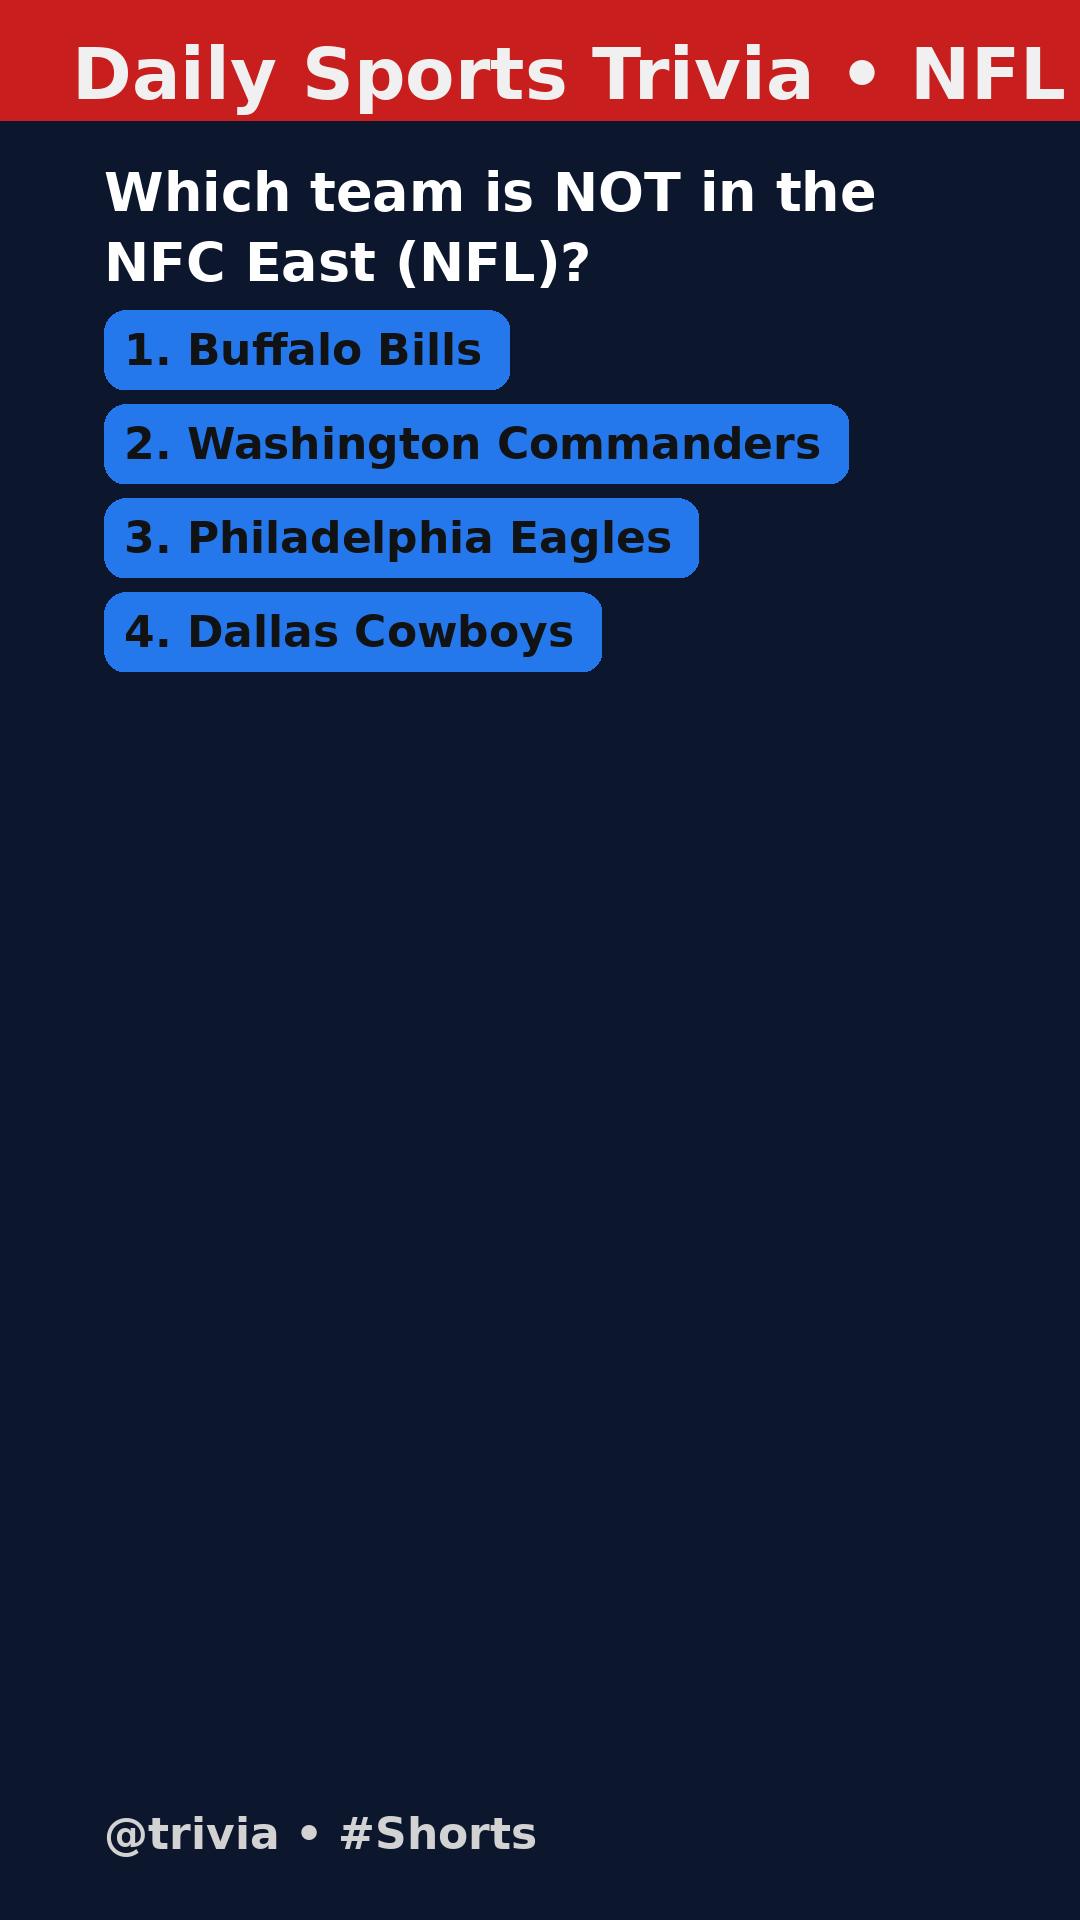 Daily Sports Trivia • NFL
Which team is NOT in the
NFC East (NFL)?
1. Buffalo Bills
2. Washington Commanders
3. Philadelphia Eagles
4. Dallas Cowboys
@trivia • #Shorts